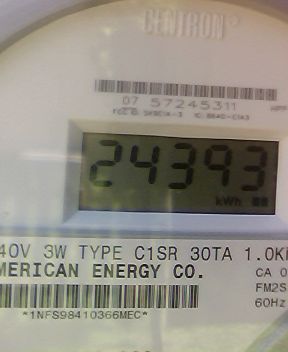 CENTRON®
07 57245311
24393
kWh
40V 3W TYPE C1SR 30TA 1.0K
MERICAN ENERGY CO.
CA 0
FM2S
60Hz
*1NFS98410366MEC*